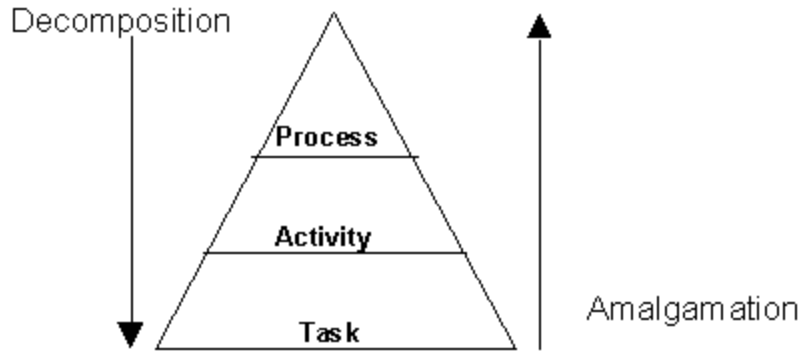 Decomposition
Process
Activity
Amalgamation
Task